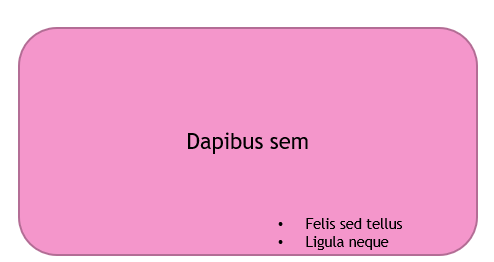 Dapibus sem
• Felis sed tellus
• Ligula neque